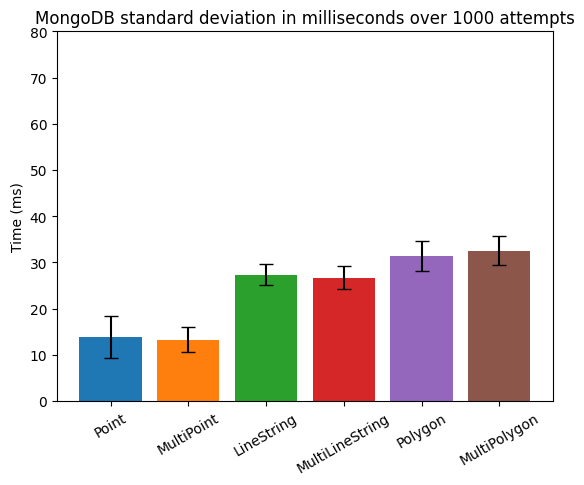 MongoDB standard deviation in milliseconds over 1000 attempts
80
70
60
50
40
30
20
10
0
Time (ms)
Point
MultiPoint
LineString
MultiLineString
Polygon
MultiPolygon